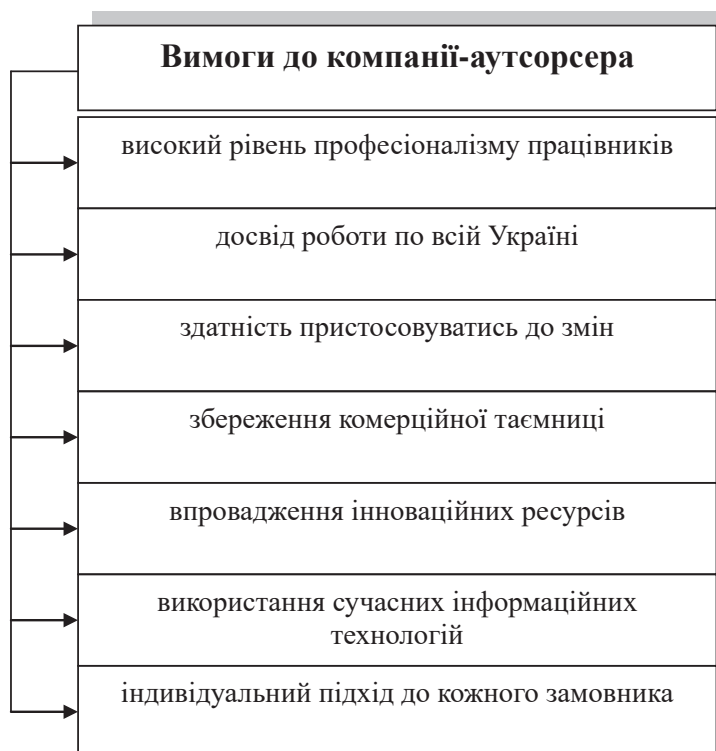 Вимоги до компанії-аутсорсера
високий рівень професіоналізму працівників
досвід роботи по всій Україні
здатність пристосовуватись до змін
збереження комерційної таємниці
впровадження інноваційних ресурсів
використання сучасних інформаційних
технологій
індивідуальний підхід до кожного замовника